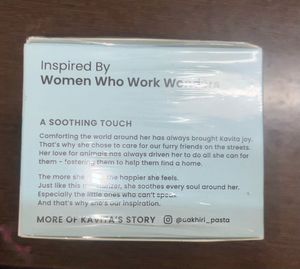 Inspired By
Women Who Work Wonders
A SOOTHING TOUCH
Comforting the world around her has always brought Kavita joy.
That's why she chose to care for our furry friends on the streets.
Her love for animals has always driven her to do all she can for
them - fostering them to help them find a home.
The more she the happier she feels.
Just like this she soothes every soul around her.
Especially the little ones who can't speak
And that's why she's our inspiration.
MORE OF KAVITA'S STORY @aakhiri_pasta